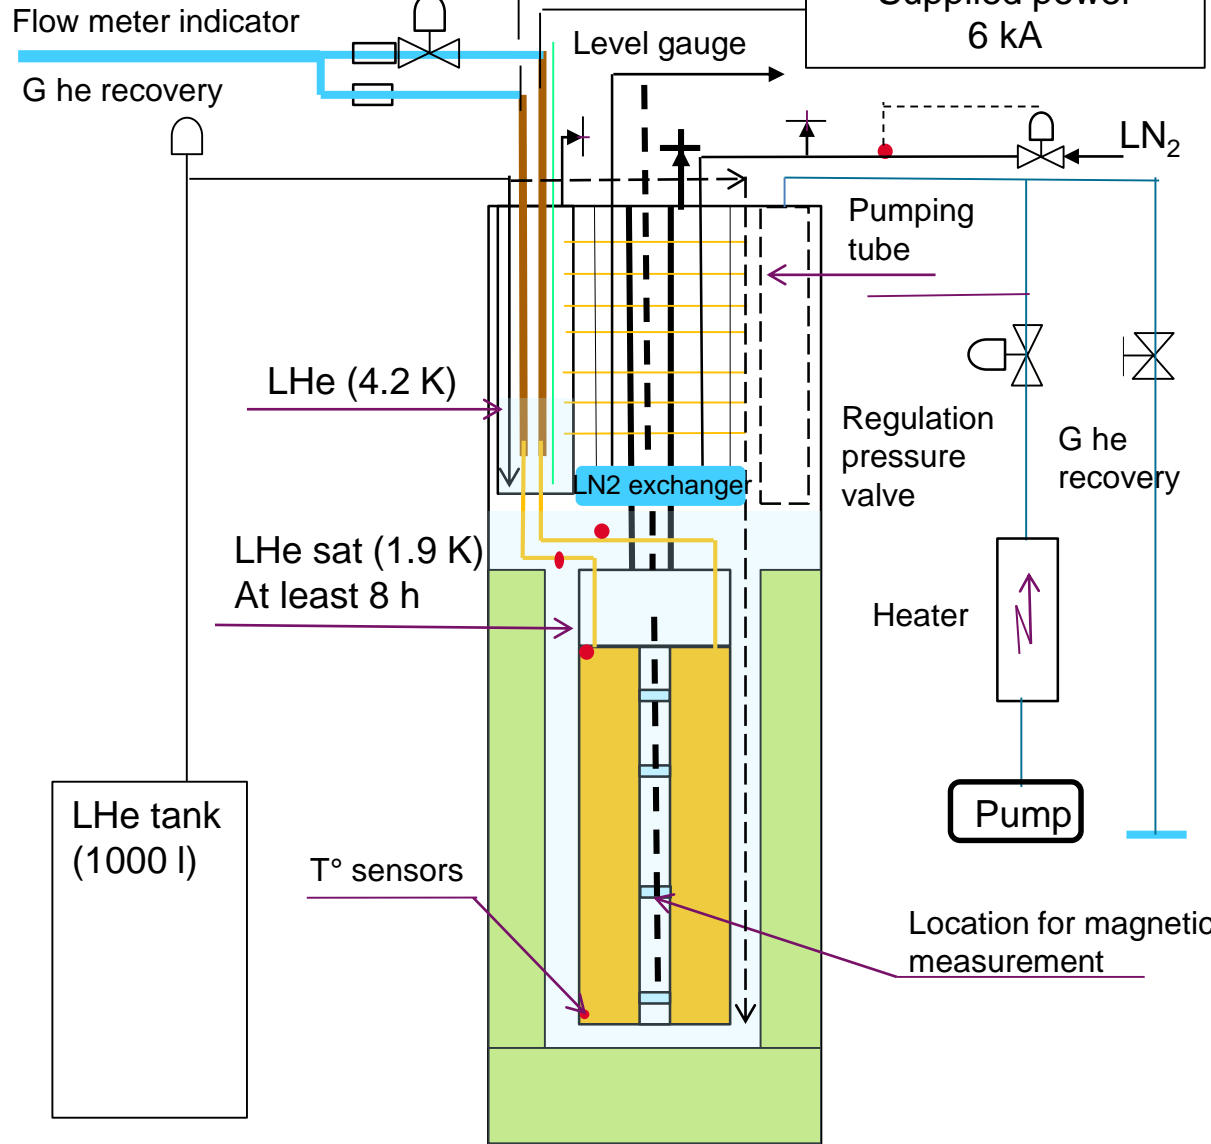 Supplied power
6 kA
Flow meter indicator
Level gauge
G he recovery
LN₂
Pumping
tube
LHe (4.2 K)
Regulation
pressure
valve
G he
recovery
LN2 exchanger
LHe sat (1.9 K)
At least 8 h
Heater
LHe tank
(1000 l)
Pump
T° sensors
Location for magnetic
measurement